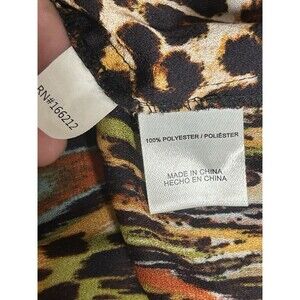 RN#166212
100% POLYESTER / POLIÉSTER
MADE IN CHINA
HECHO EN CHINA